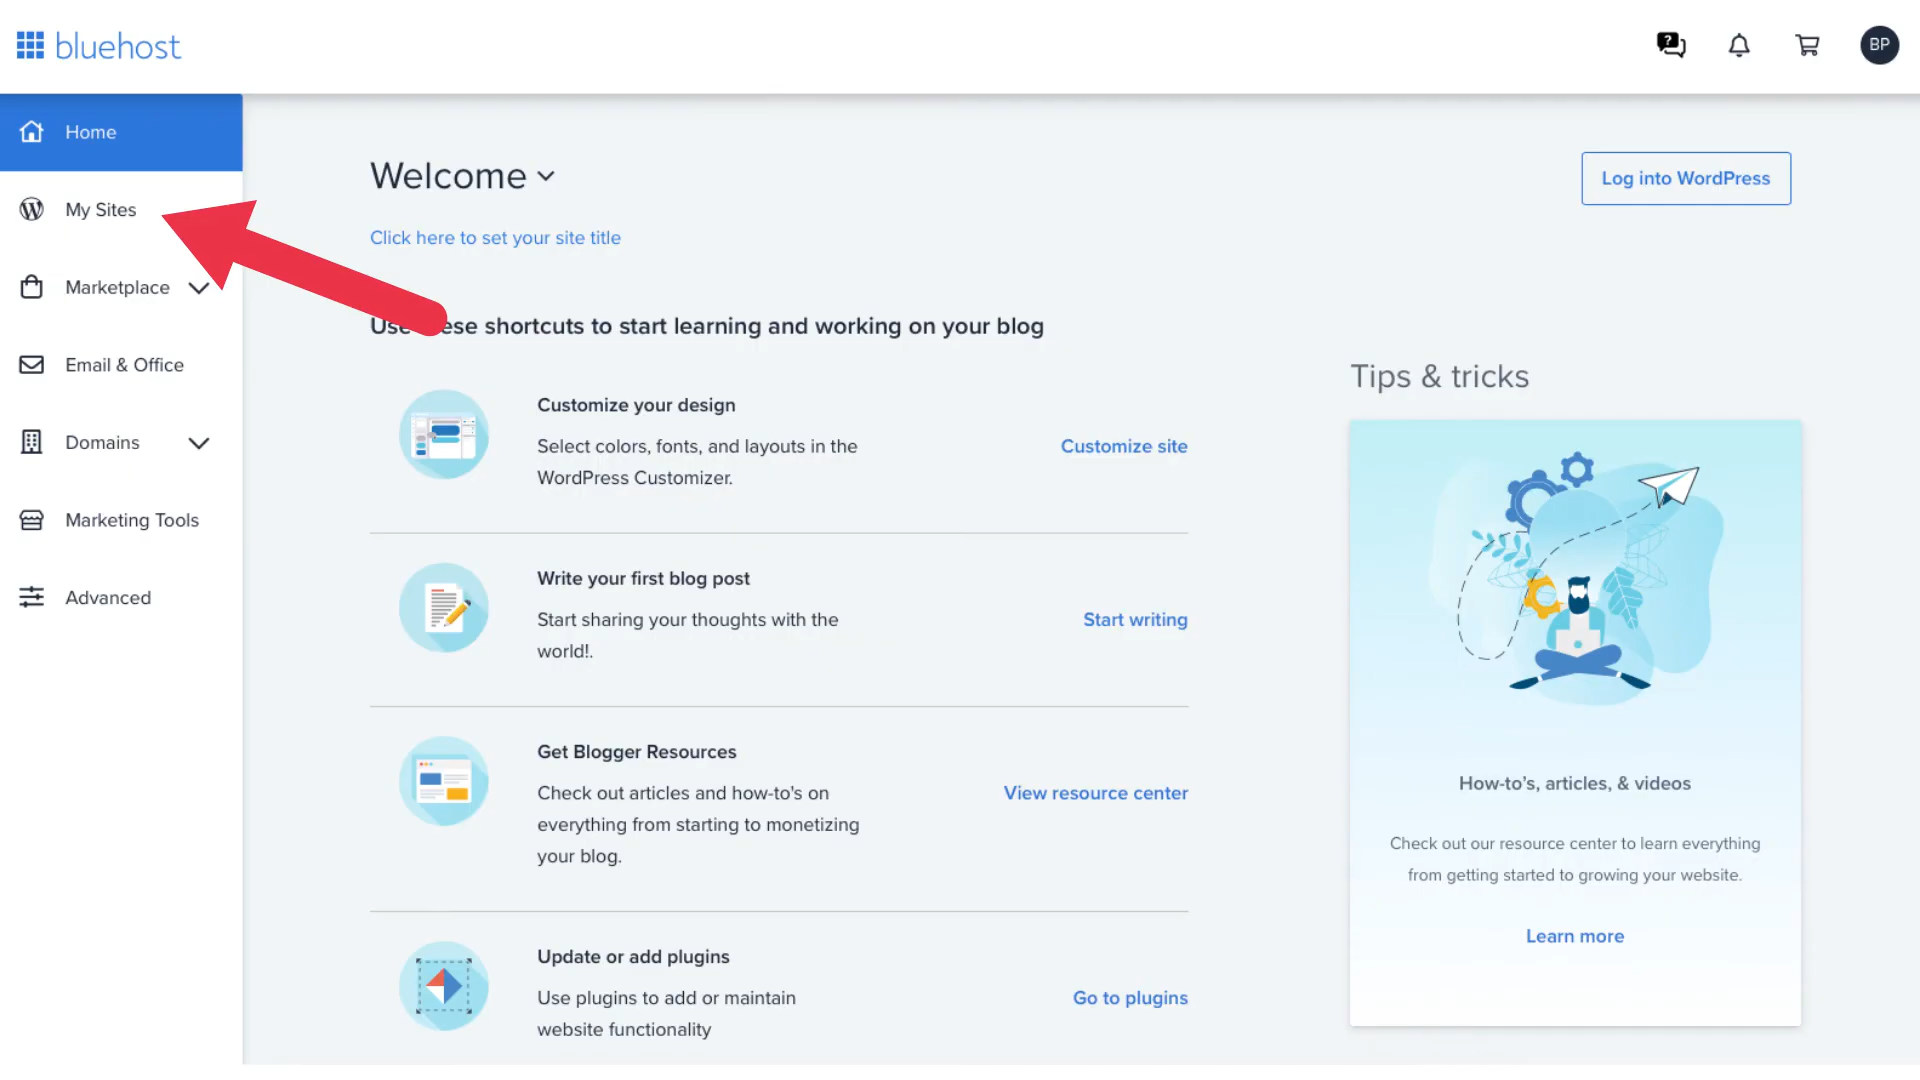 bluehost
?
BP
Home
My Sites
Marketplace
Email & Office
Domains
Marketing Tools
Advanced
Welcome
Log into WordPress
Click here to set your site title
Use ese shortcuts to start learning and working on your blog
Customize your design
Select colors, fonts, and layouts in the
WordPress Customizer.
Customize site
Write your first blog post
Start sharing your thoughts with the
world!.
Start writing
Get Blogger Resources
Check out articles and how-to's on
everything from starting to monetizing
your blog.
View resource center
Update or add plugins
Use plugins to add or maintain
website functionality
Go to plugins
Tips & tricks
How-to's, articles, & videos
Check out our resource center to learn everything
from getting started to growing your website.
Learn more